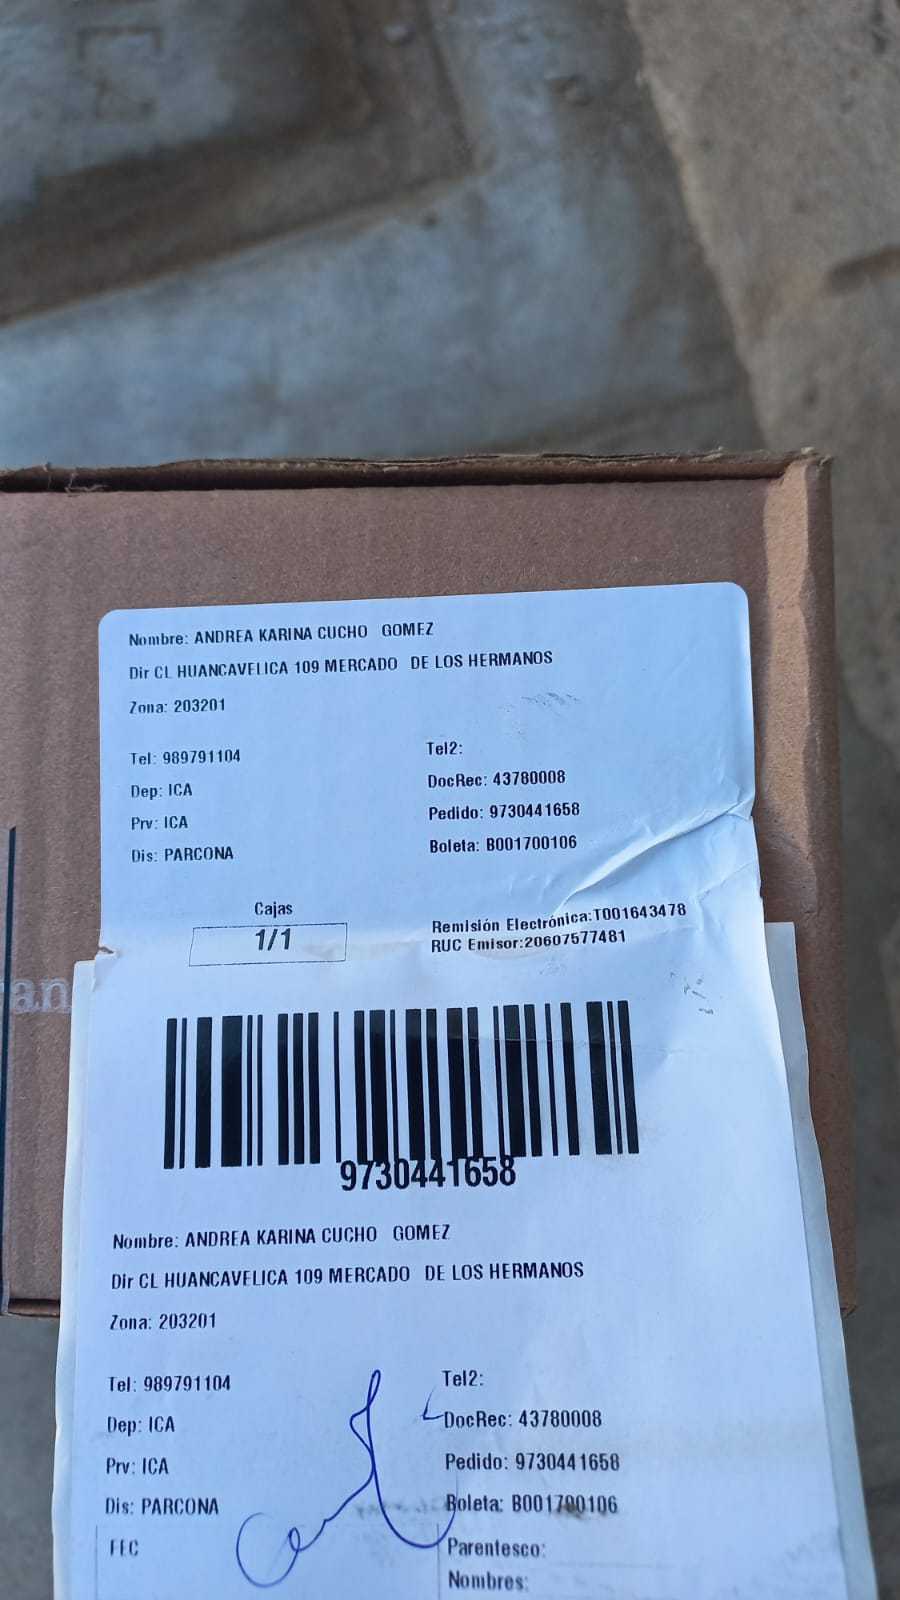 Nombre: ANDREA KARINA CUCHO GOMEZ
Dir CL HUANCAVELICA 109 MERCADO DE LOS HERMANOS
Zona: 203201
Tel: 989791104
Tel2:
Dep: ICA
DocRec: 43780008
Prv: ICA
Pedido: 9730441658
Dis: PARCONA
Boleta: B001700106
Cajas
1/1
Remisión Electrónica:T001643478
RUC Emisor:20607577481
an
9730441658
Nombre: ANDREA KARINA CUCHO GOMEZ
Dir CL HUANCAVELICA 109 MERCADO DE LOS HERMANOS
Zona: 203201
Tel: 989791104
Tel2:
Dep: ICA
DocRec: 43780008
Prv: ICA
Pedido: 9730441658
Dis: PARCONA
Boleta: B001700106
FEC
Parentesco:
Nombres: